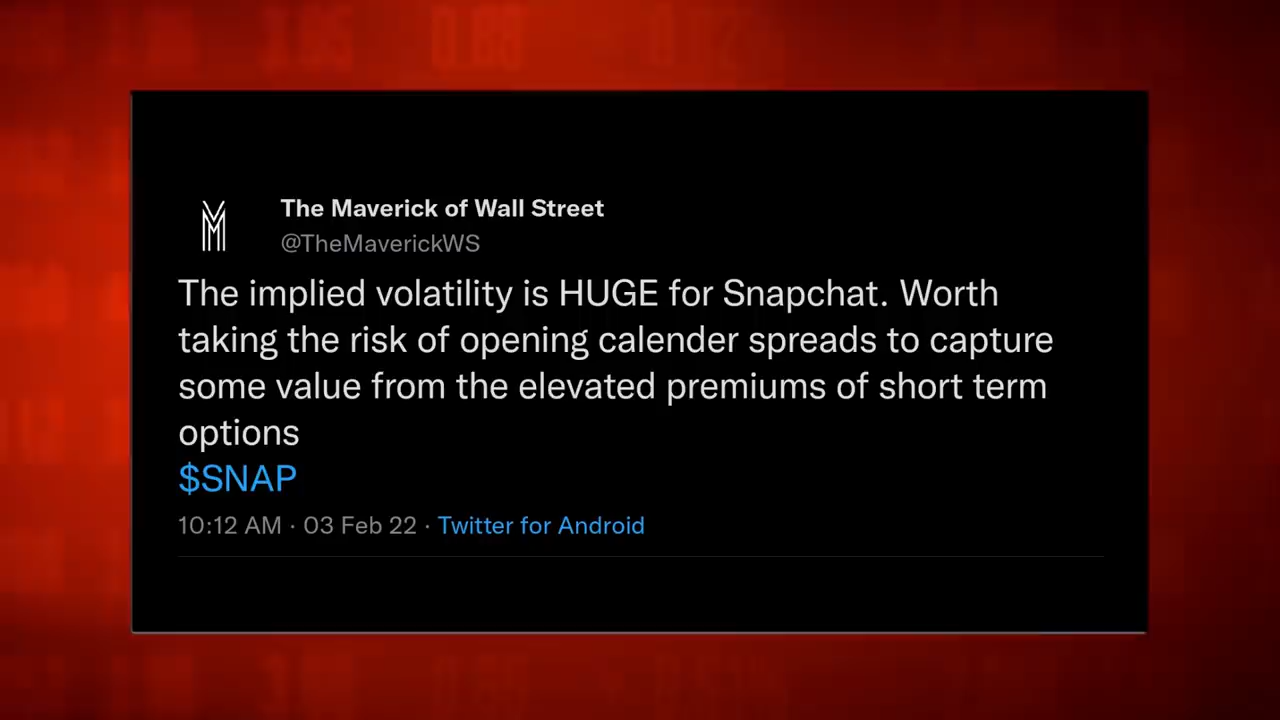 The Maverick of Wall Street
@TheMaverickWS
The implied volatility is HUGE for Snapchat. Worth
taking the risk of opening calender spreads to capture
some value from the elevated premiums of short term
options
$SNAP
10:12 AM · 03 Feb 22 · Twitter for Android